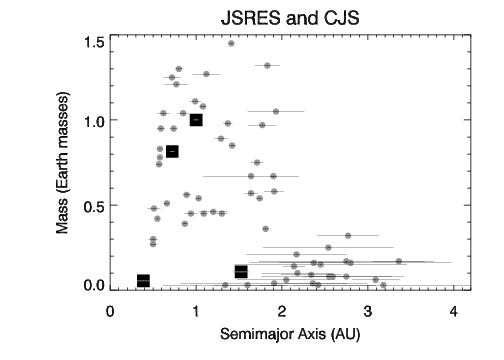 JSRES and CJS
1.5
1.0
0.5
0.0
Mass (Earth masses)
0 1 2 3 4
Semimajor Axis (AU)